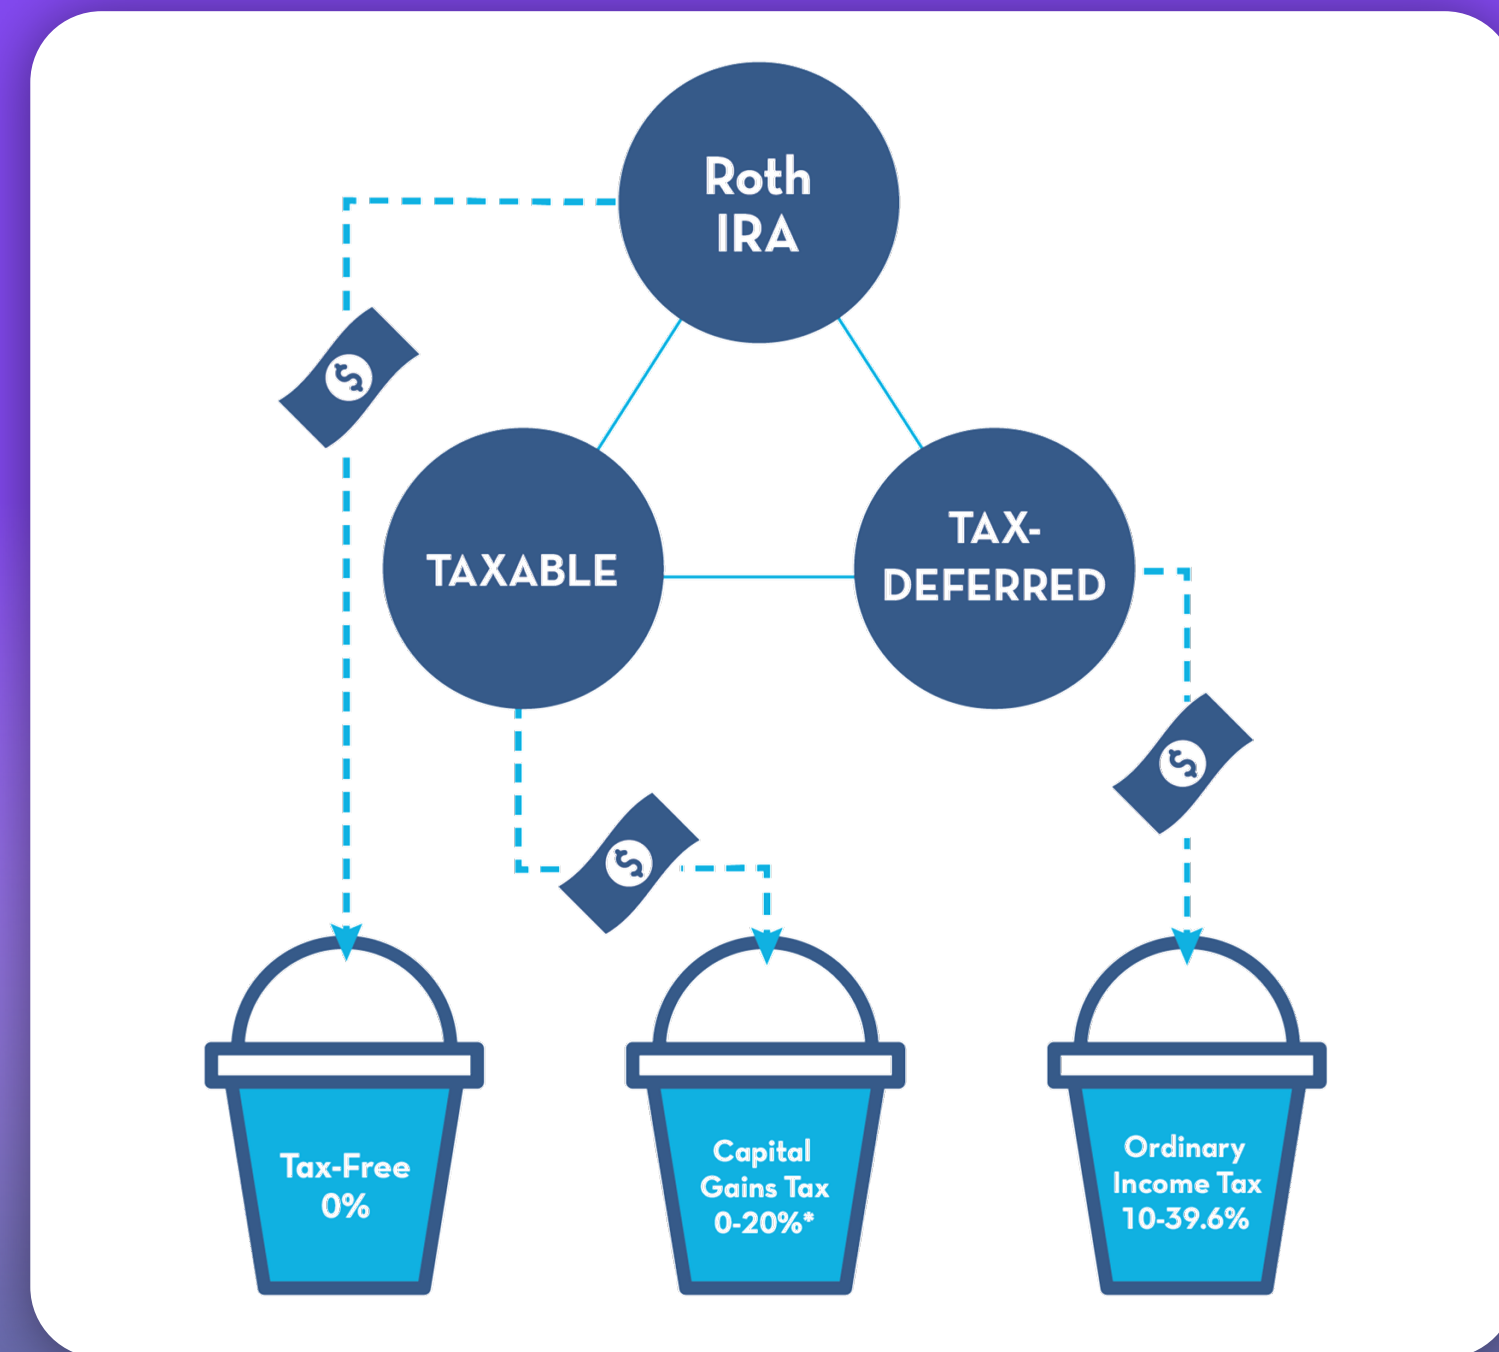 Roth
IRA
TAXABLE
TAX-
DEFERRED
$
$
$
Tax-Free
0%
Capital
Gains Tax
0-20%*
Ordinary
Income Tax
10-39.6%